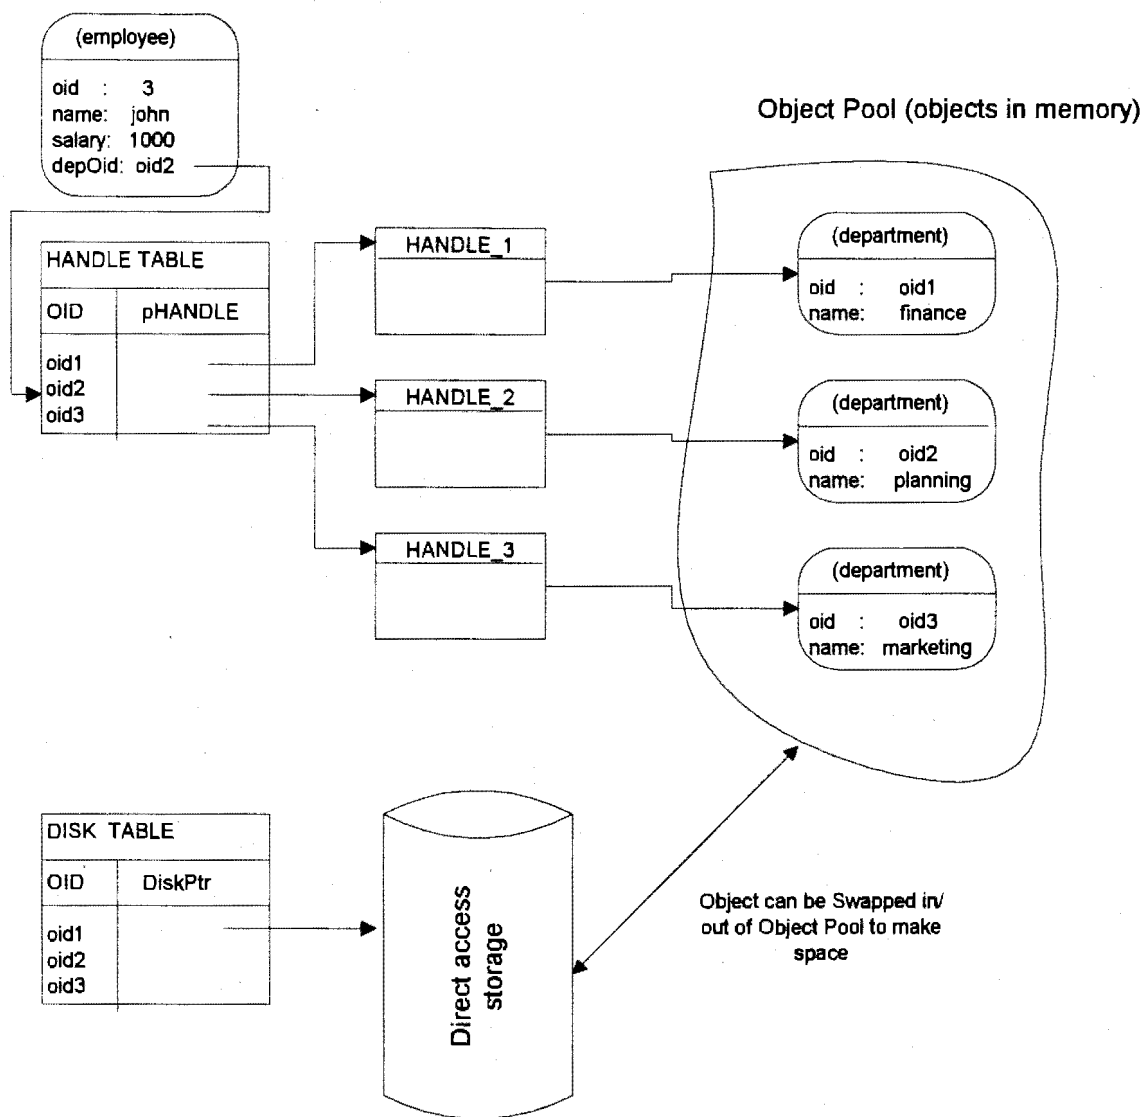 (employee)
oid : 3
name: john
salary: 1000
depOid: oid2
Object Pool (objects in memory)
HANDLE TABLE
OID pHANDLE
oid1
oid2
oid3
HANDLE_1
HANDLE_2
HANDLE_3
(department)
oid : oid1
name: finance
(department)
oid : oid2
name: planning
(department)
oid : oid3
name: marketing
DISK TABLE
OID DiskPtr
oid1
oid2
oid3
Direct access
storage
Object can be Swapped in/
out of Object Pool to make
space